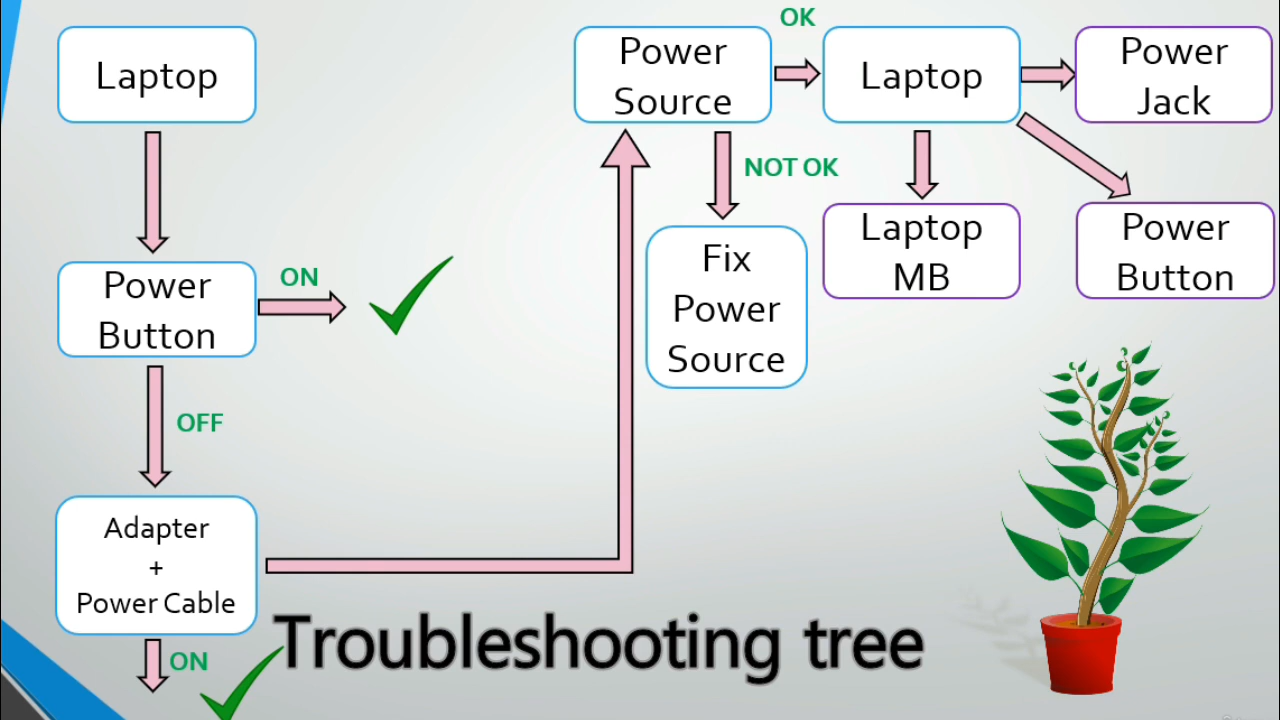 Laptop
Power
Button
ON
OFF
Adapter
+
Power Cable
ON
Power
Source
OK
NOT OK
Fix
Power
Source
Laptop
Laptop
MB
Power
Jack
Power
Button
Troubleshooting tree